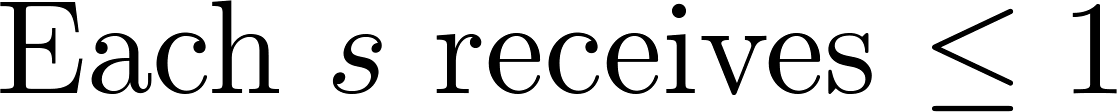 Each s receives ≤ 1